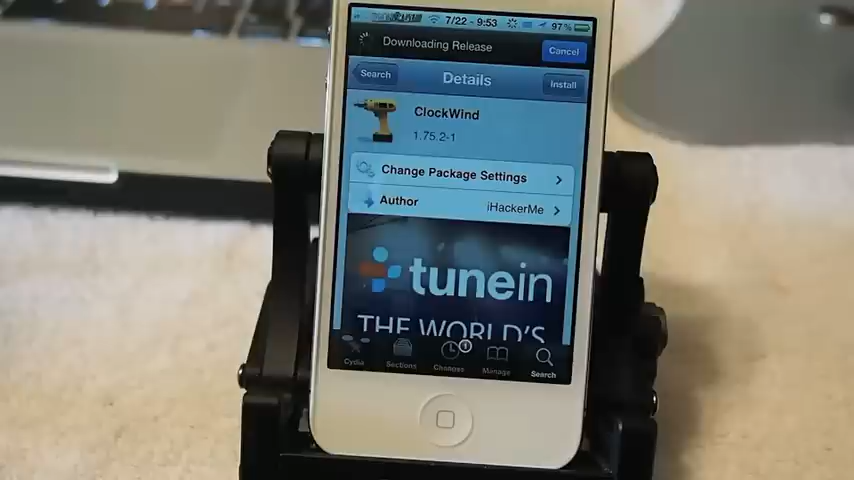 7/22 - 9:53 97%
Downloading Release Cancel
Search Details Install
ClockWind
1.75.2-1
Change Package Settings
Author iHackerMe
tunein
THE WORLD'S
Cydia Sections Changes Manage Search